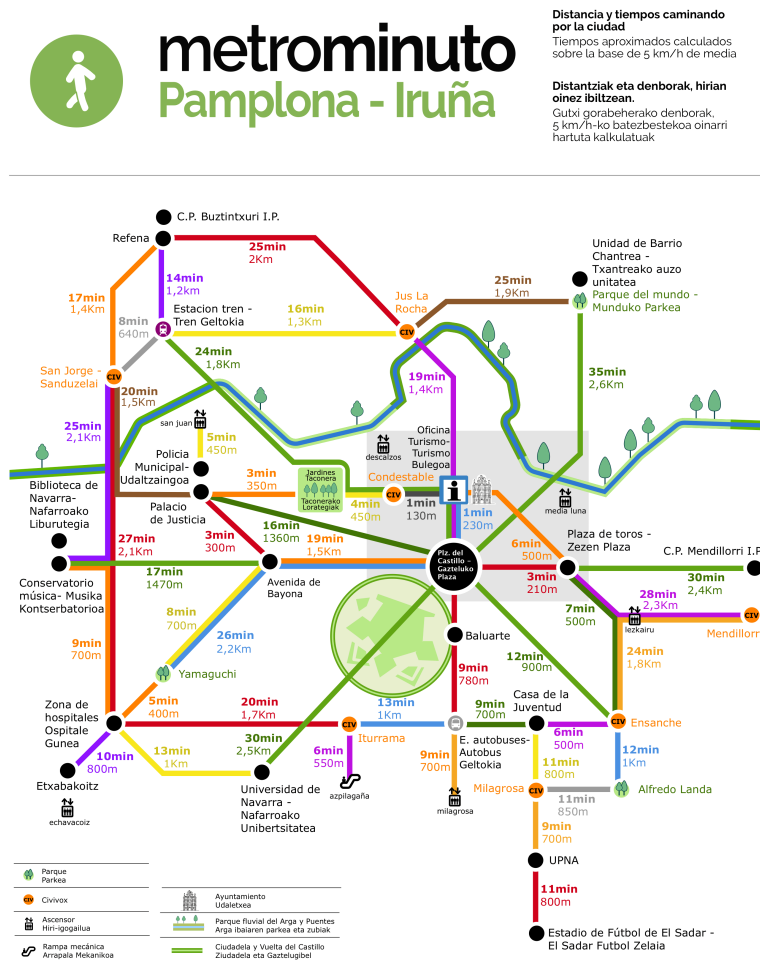 metrominuto
Pamplona - Iruña
Distancia y tiempos caminando
por la ciudad
Tiempos aproximados calculados
sobre la base de 5 km/h de media
Distantziak eta denborak, hirian
oinez ibiltzean.
Gutxi gorabeherako denborak,
5 km/h-ko batezbestekoa oinarri
hartuta kalkulatuak
C.P. Buztintxuri I.P.
Refena
25min
2Km
14min
1,2km
17min
1,4Km
8min
640m
Estacion tren -
Tren Geltokia
16min
1,3Km
Jus La
Rocha
CIV
25min
1,9Km
Unidad de Barrio
Chantrea -
Txantreako auzo
unitatea
Parque del mundo -
Munduko Parkea
24min
1,8Km
19min
1,4Km
35min
2,6Km
San Jorge -
Sanduzelai
CIV
20min
1,5Km
25min
2,1Km
san juan
5min
450m
Policia
Municipal-
Udaltzaingoa
Oficina
Turismo-
Turismo
Bulegoa
descalzos
Condestable
CIV
Jardines
Taconera
Taconerako
Lorategiak
3min
350m
4min
450m
1min
130m
i
1min
230m
media luna
Biblioteca de
Navarra-
Nafarroako
Liburutegia
Palacio
de Justicia
16min
1360m
3min
300m
27min
2,1Km
19min
1,5Km
6min
500m
Plaza de toros -
Zezen Plaza
C.P. Mendillorri I.P
Plz. del
Castillo -
Gazteluko
Plaza
3min
210m
30min
2,4Km
17min
1470m
Avenida de
Bayona
Conservatorio
música- Musika
Kontserbatorioa
8min
700m
26min
2,2Km
7min
500m
28min
2,3Km
lezkairu
CIV
Mendillorr
Baluarte
9min
780m
12min
900m
24min
1,8Km
9min
700m
Yamaguchi
5min
400m
Zona de
hospitales
Ospitale
Gunea
20min
1,7Km
CIV
Iturrama
13min
1Km
9min
700m
Casa de la
Juventud
6min
500m
CIV
Ensanche
10min
800m
13min
1Km
30min
2,5Km
6min
550m
azpilagaña
9min
700m
E. autobuses-
Autobus
Geltokia
milagrosa
11min
800m
12min
1Km
Etxabakoitz
echavacoiz
Universidad de
Navarra -
Nafarroako
Unibertsitatea
Milagrosa
CIV
11min
850m
Alfredo Landa
9min
700m
UPNA
11min
800m
Estadio de Fútbol de El Sadar -
El Sadar Futbol Zelaia
Parque
Parkea
CIV
Civivox
Ascensor
Hiri-igogailua
Rampa mecánica
Arrapala Mekanikoa
Ayuntamiento
Udaletxea
Parque fluvial del Arga y Puentes
Arga ibaiaren parkea eta zubiak
Ciudadela y Vuelta del Castillo
Ziudadela eta Gaztelugibel